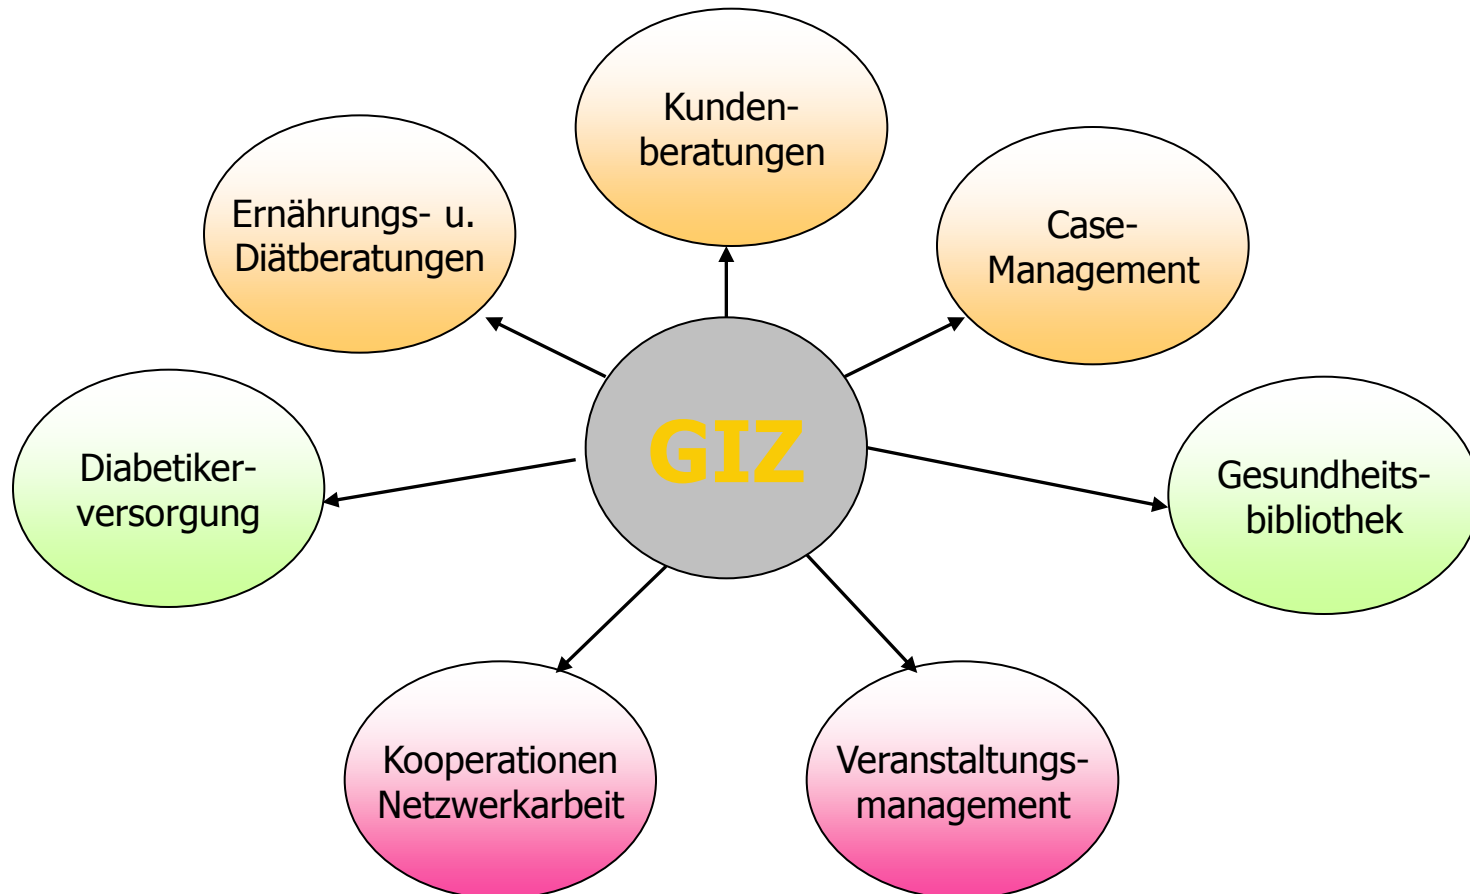 Kunden-
beratungen
Ernährungs- u.
Diätberatungen
Case-
Management
GIZ
Diabetiker-
versorgung
Gesundheits-
bibliothek
Kooperationen
Netzwerkarbeit
Veranstaltungs-
management